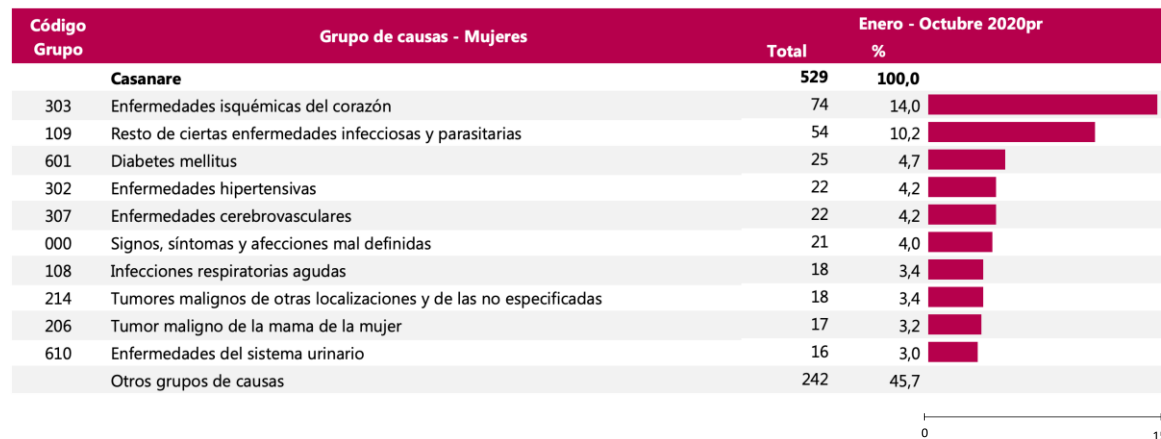 Código Grupo Grupo de causas - Mujeres Enero - Octubre 2020pr
Total %
Casanare 529 100,0
303 Enfermedades isquémicas del corazón 74 14,0
109 Resto de ciertas enfermedades infecciosas y parasitarias 54 10,2
601 Diabetes mellitus 25 4,7
302 Enfermedades hipertensivas 22 4,2
307 Enfermedades cerebrovasculares 22 4,2
000 Signos, síntomas y afecciones mal definidas 21 4,0
108 Infecciones respiratorias agudas 18 3,4
214 Tumores malignos de otras localizaciones y de las no especificadas 18 3,4
206 Tumor maligno de la mama de la mujer 17 3,2
610 Enfermedades del sistema urinario 16 3,0
Otros grupos de causas 242 45,7
0